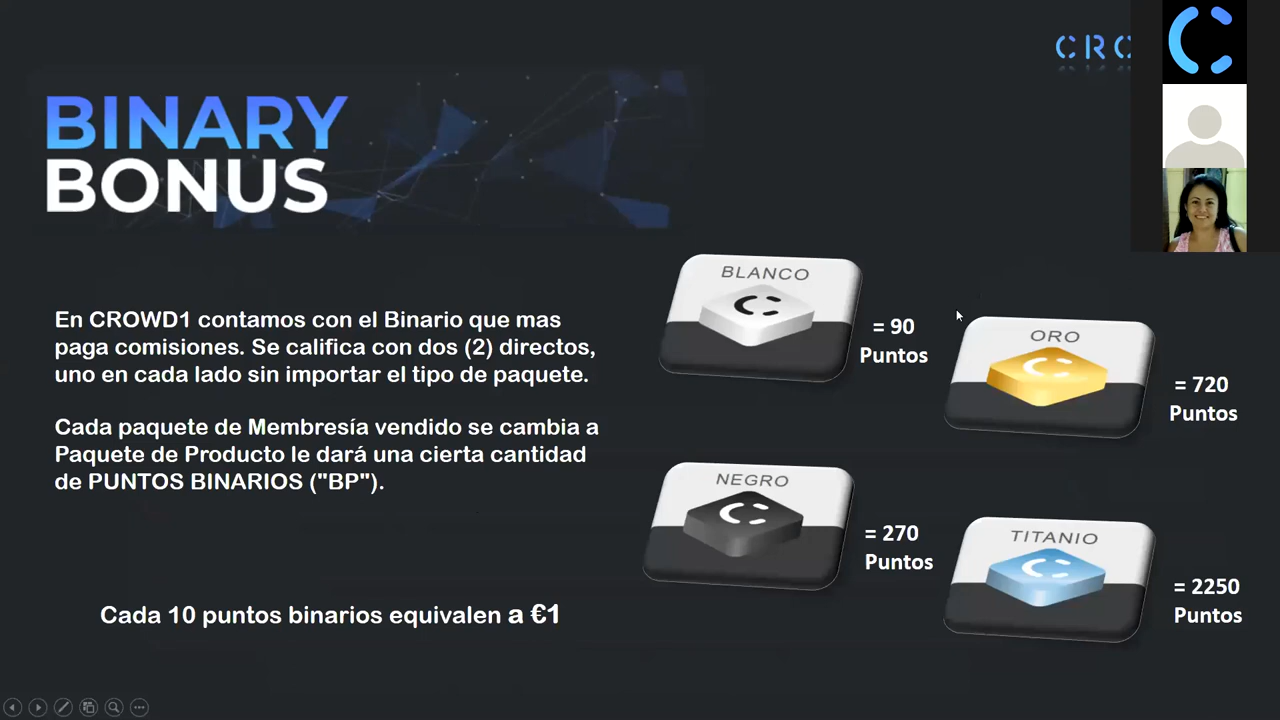 CRO
BINARY
BONUS
En CROWD1 contamos con el Binario que mas
paga comisiones. Se califica con dos (2) directos,
uno en cada lado sin importar el tipo de paquete.
Cada paquete de Membresía vendido se cambia a
Paquete de Producto le dará una cierta cantidad
de PUNTOS BINARIOS ("BP").
Cada 10 puntos binarios equivalen a €1
BLANCO
= 90
Puntos
ORO
= 720
Puntos
NEGRO
= 270
Puntos
TITANIO
= 2250
Puntos